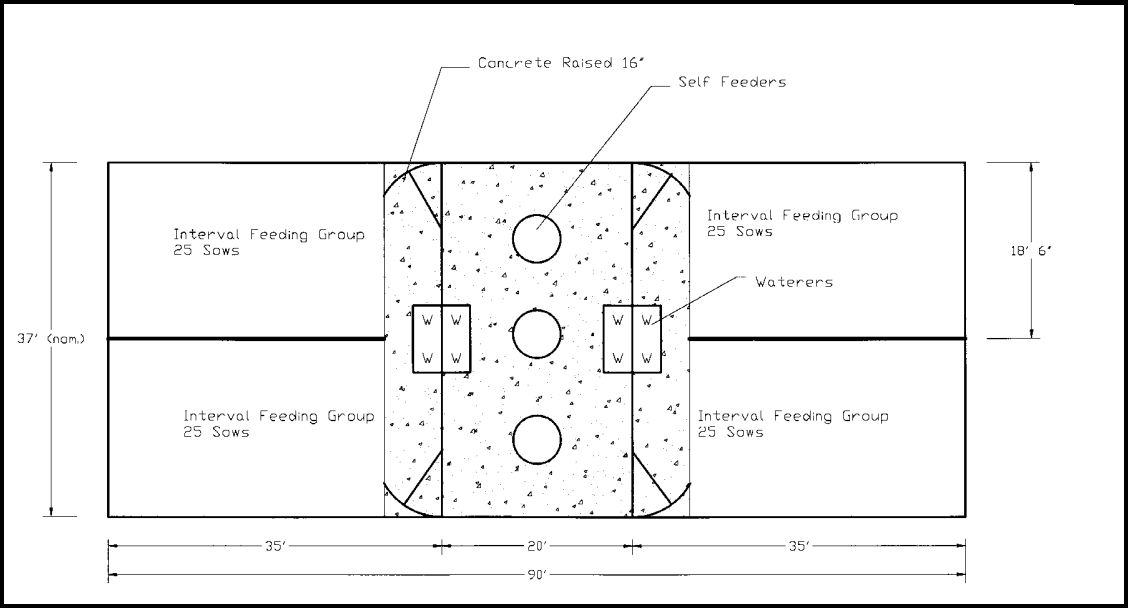 Concrete Raised 16"
Self Feeders
Interval Feeding Group
25 Sows
Interval Feeding Group
25 Sows
18' 6"
Waterers
W W
W W
W W
W W
37' (nom.)
Interval Feeding Group
25 Sows
Interval Feeding Group
25 Sows
35'
20'
35'
90'